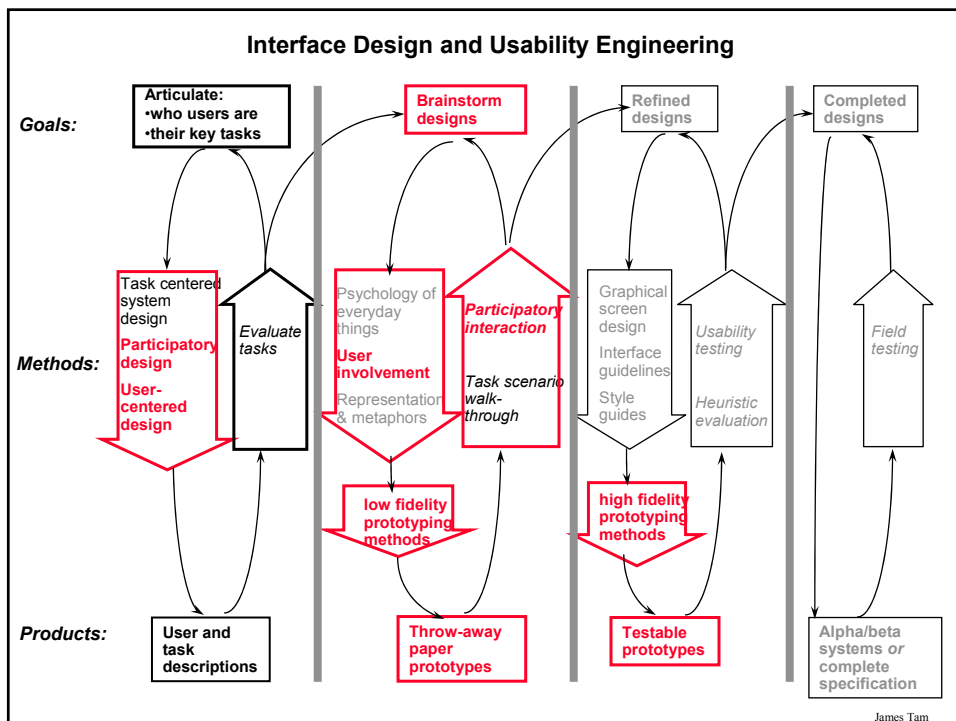 Interface Design and Usability Engineering
Goals:
Articulate:
•who users are
•their key tasks
Brainstorm
designs
Refined
designs
Completed
designs
Methods:
Task centered
system
design
Participatory
design
User-
centered
design
Evaluate
tasks
Psychology of
everyday
things
User
involvement
Representation
& metaphors
Participatory
interaction
Task scenario
walk-
through
Graphical
screen
design
Interface
guidelines
Style
guides
Usability
testing
Heuristic
evaluation
Field
testing
low fidelity
prototyping
methods
high fidelity
prototyping
methods
Products:
User and
task
descriptions
Throw-away
paper
prototypes
Testable
prototypes
Alpha/beta
systems or
complete
specification
James Tam